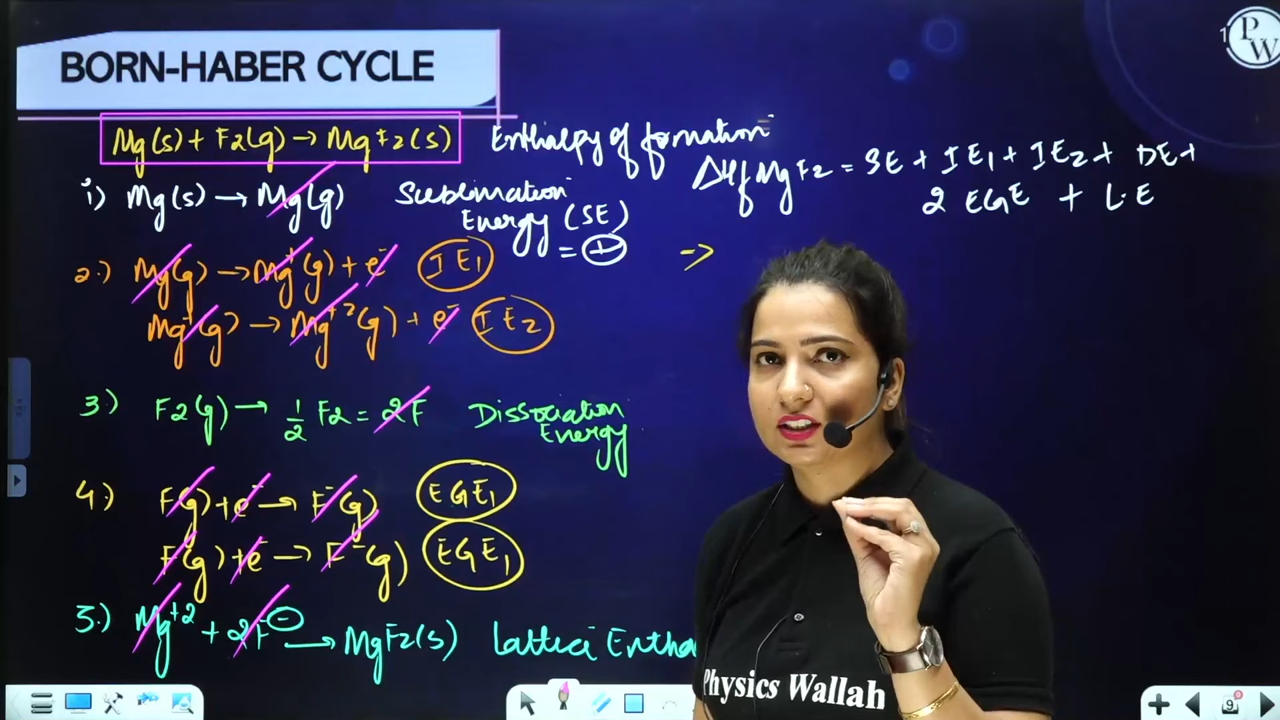 BORN-HABER CYCLE
PW
Mg(s) + F2(g) → MgF2(s) Enthalpy of formation
ΔHf MgF2 = SE + IE1 + IE2 + DE +
2 EGE + L.E
1) Mg(s) → Mg(g) Sublimation
Energy (SE)
= +
→
2.) Mg(g) → Mg+(g) + e- IE1
Mg+(g) → Mg+2(g) + e- IE2
3.) F2(g) → 1/2 F2 = 2F Dissociation
Energy
4.) F(g) + e- → F-(g) EGE1
F(g) + e- → F-(g) EGE1
5.) Mg+2 + 2F- → MgF2(s) Lattice Entha
Physics Wallah
9